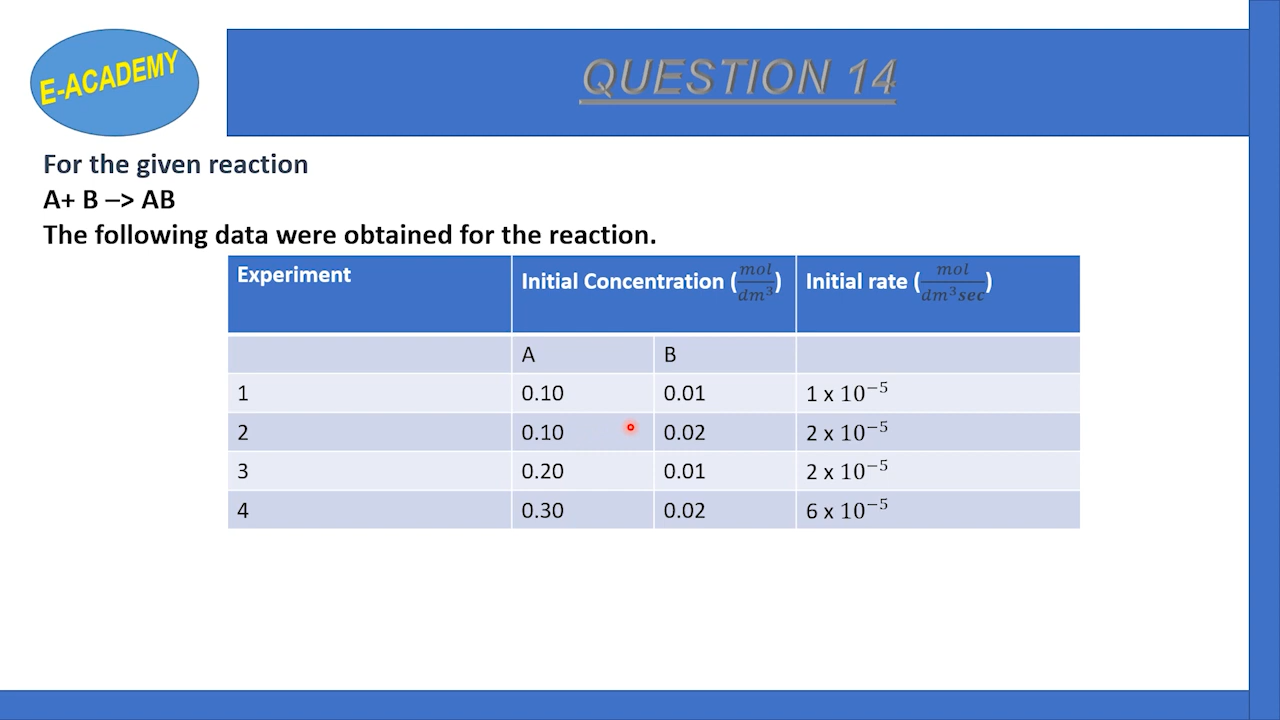 E-ACADEMY
QUESTION 14
For the given reaction
A+ B –> AB
The following data were obtained for the reaction.
Experiment Initial Concentration (mol/dm³) Initial rate (mol/dm³sec)
A B
1 0.10 0.01 1 x 10⁻⁵
2 0.10 0.02 2 x 10⁻⁵
3 0.20 0.01 2 x 10⁻⁵
4 0.30 0.02 6 x 10⁻⁵